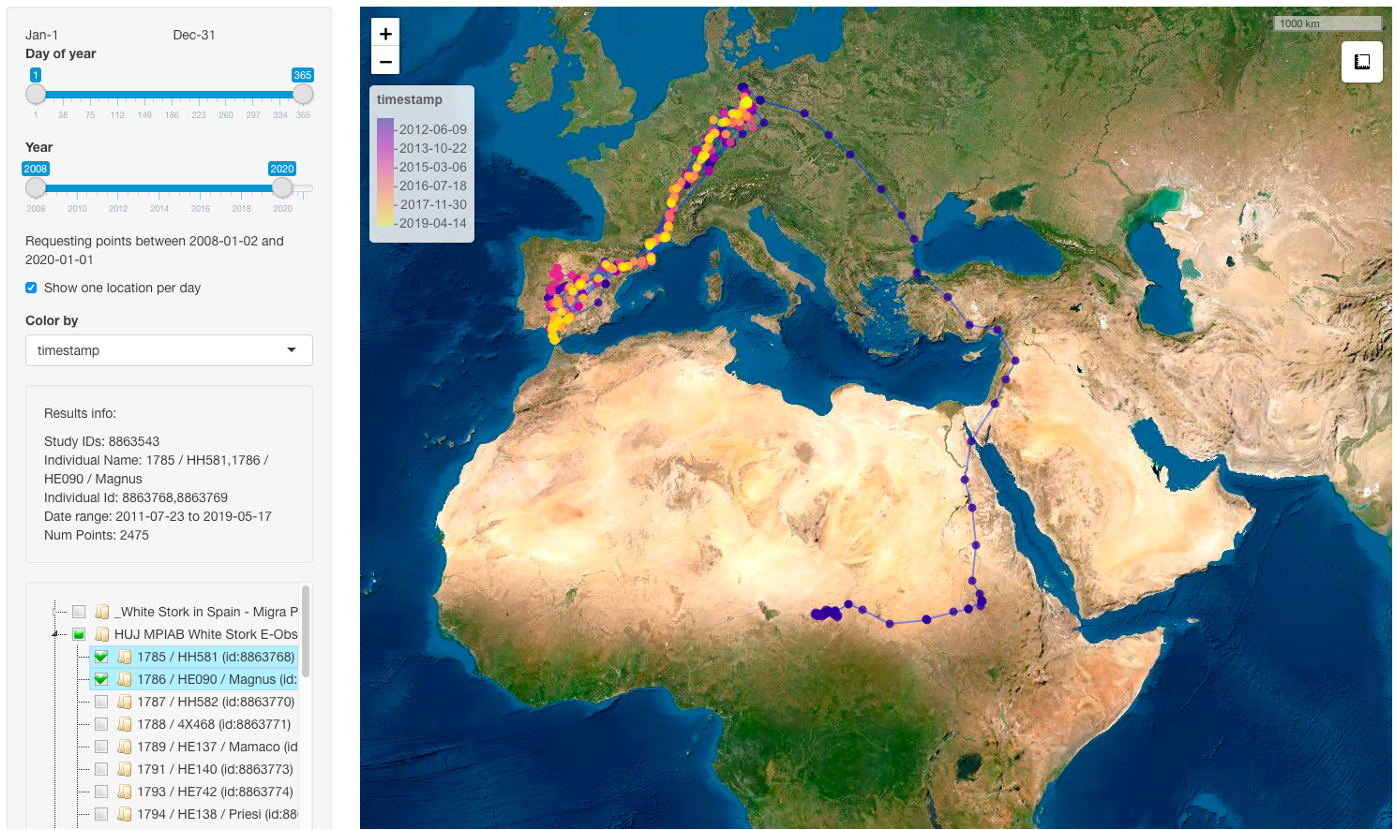 Jan-1 Dec-31
Day of year
1 365
1 38 75 112 149 186 223 260 297 334 365
Year
2008 2020
2008 2010 2012 2014 2016 2018 2020
Requesting points between 2008-01-02 and
2020-01-01
Show one location per day
Color by
timestamp
Results info:
Study IDs: 8863543
Individual Name: 1785 / HH581,1786 /
HE090 / Magnus
Individual Id: 8863768,8863769
Date range: 2011-07-23 to 2019-05-17
Num Points: 2475
_White Stork in Spain - Migra P
HUJ MPIAB White Stork E-Obs
1785 / HH581 (id:8863768)
1786 / HE090 / Magnus (id:
1787 / HH582 (id:8863770)
1788 / 4X468 (id:8863771)
1789 / HE137 / Mamaco (id
1791 / HE140 (id:8863773)
1793 / HE742 (id:8863774)
1794 / HE138 / Priesi (id:88
+
−
timestamp
2012-06-09
2013-10-22
2015-03-06
2016-07-18
2017-11-30
2019-04-14
1000 km